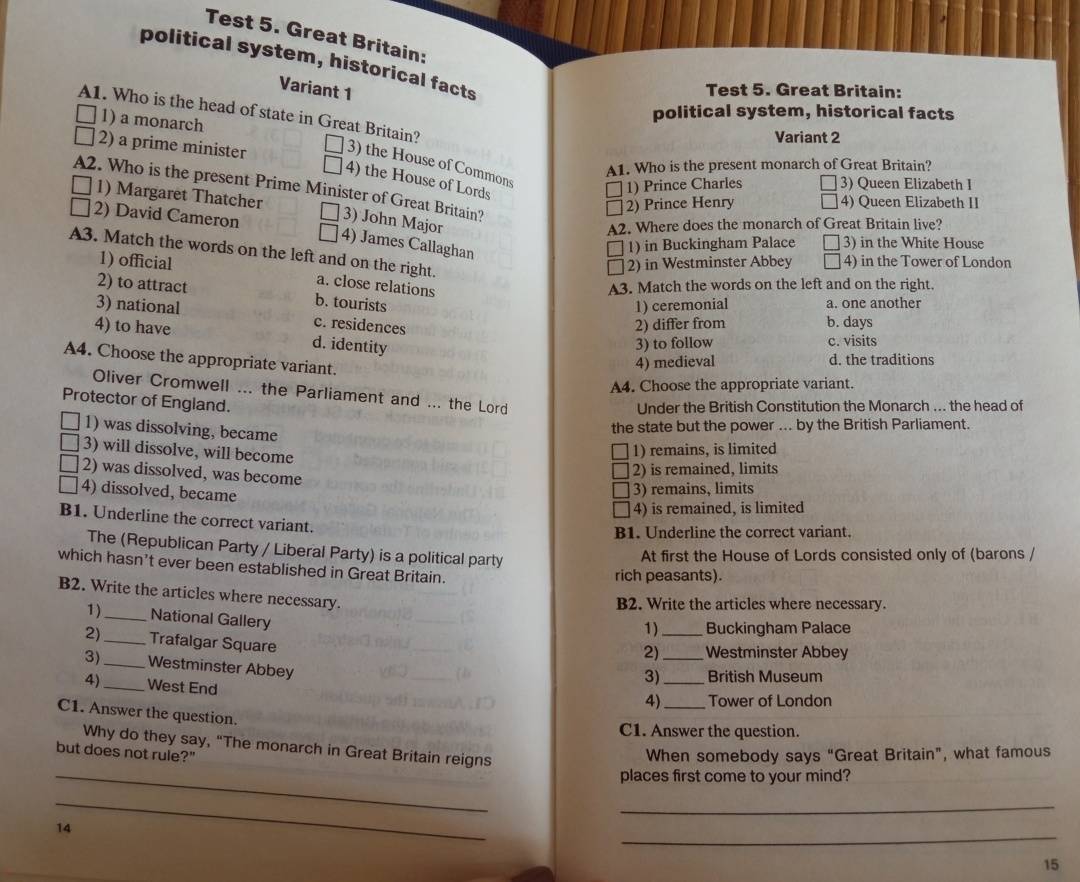 Test 5. Great Britain:
political system, historical facts
Variant 1
A1. Who is the head of state in Great Britain?
1) a monarch
2) a prime minister
3) the House of Commons
4) the House of Lords
A2. Who is the present Prime Minister of Great Britain?
1) Margaret Thatcher
2) David Cameron
3) John Major
4) James Callaghan
A3. Match the words on the left and on the right.
1) official
2) to attract
3) national
4) to have
a. close relations
b. tourists
c. residences
d. identity
A4. Choose the appropriate variant.
Oliver Cromwell ... the Parliament and ... the Lord
Protector of England.
1) was dissolving, became
3) will dissolve, will become
2) was dissolved, was become
4) dissolved, became
B1. Underline the correct variant.
The (Republican Party / Liberal Party) is a political party
which hasn't ever been established in Great Britain.
B2. Write the articles where necessary.
1) _____ National Gallery
2) _____ Trafalgar Square
3) _____ Westminster Abbey
4) _____ West End
C1. Answer the question.
Why do they say, "The monarch in Great Britain reigns
but does not rule?"
14
Test 5. Great Britain:
political system, historical facts
Variant 2
A1. Who is the present monarch of Great Britain?
1) Prince Charles
2) Prince Henry
3) Queen Elizabeth I
4) Queen Elizabeth II
A2. Where does the monarch of Great Britain live?
1) in Buckingham Palace
2) in Westminster Abbey
3) in the White House
4) in the Tower of London
A3. Match the words on the left and on the right.
1) ceremonial
2) differ from
3) to follow
4) medieval
a. one another
b. days
c. visits
d. the traditions
A4. Choose the appropriate variant.
Under the British Constitution the Monarch ... the head of
the state but the power ... by the British Parliament.
1) remains, is limited
2) is remained, limits
3) remains, limits
4) is remained, is limited
B1. Underline the correct variant.
At first the House of Lords consisted only of (barons /
rich peasants).
B2. Write the articles where necessary.
1) _____ Buckingham Palace
2) _____ Westminster Abbey
3) _____ British Museum
4) _____ Tower of London
C1. Answer the question.
When somebody says "Great Britain", what famous
places first come to your mind?
15